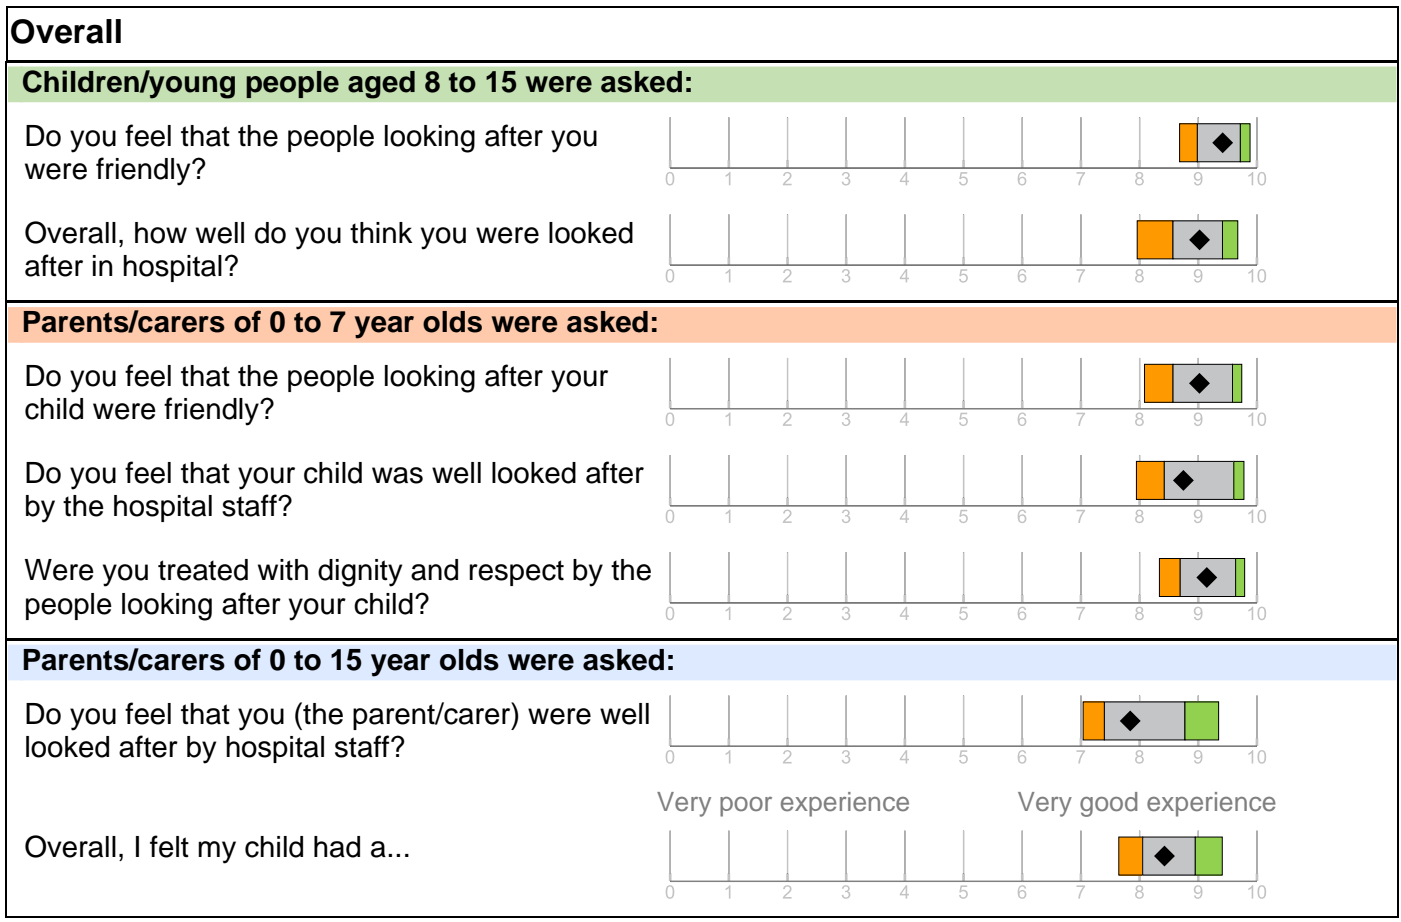 Overall
Children/young people aged 8 to 15 were asked:
Do you feel that the people looking after you
were friendly?
0 1 2 3 4 5 6 7 8 9 10
Overall, how well do you think you were looked
after in hospital?
0 1 2 3 4 5 6 7 8 9 10
Parents/carers of 0 to 7 year olds were asked:
Do you feel that the people looking after your
child were friendly?
0 1 2 3 4 5 6 7 8 9 10
Do you feel that your child was well looked after
by the hospital staff?
0 1 2 3 4 5 6 7 8 9 10
Were you treated with dignity and respect by the
people looking after your child?
0 1 2 3 4 5 6 7 8 9 10
Parents/carers of 0 to 15 year olds were asked:
Do you feel that you (the parent/carer) were well
looked after by hospital staff?
0 1 2 3 4 5 6 7 8 9 10
Very poor experience Very good experience
Overall, I felt my child had a...
0 1 2 3 4 5 6 7 8 9 10